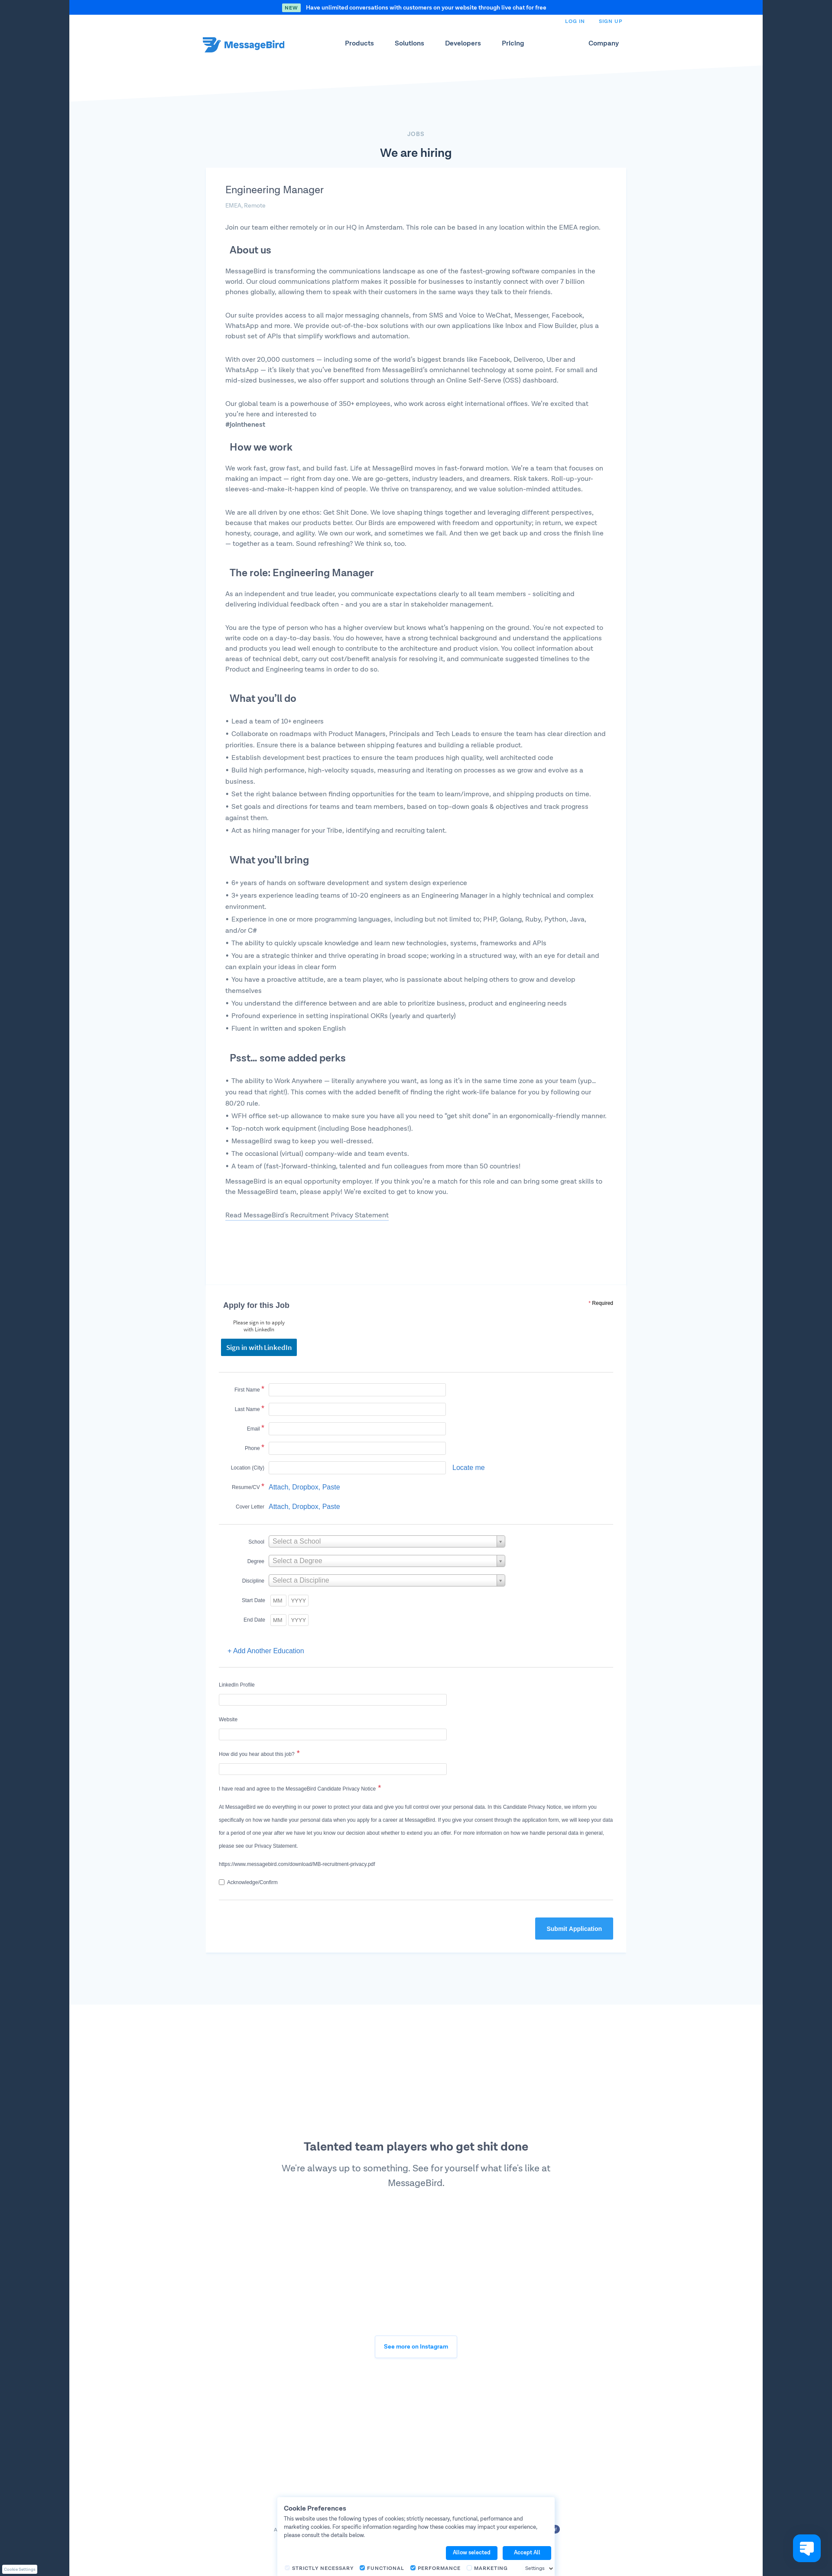 NEW Have unlimited conversations with customers on your website through live chat for free
LOG IN SIGN UP
MessageBird Products Solutions Developers Pricing Company
JOBS
We are hiring
Engineering Manager
EMEA, Remote
Join our team either remotely or in our HQ in Amsterdam. This role can be based in any location within the EMEA region.
About us
MessageBird is transforming the communications landscape as one of the fastest-growing software companies in the
world. Our cloud communications platform makes it possible for businesses to instantly connect with over 7 billion
phones globally, allowing them to speak with their customers in the same ways they talk to their friends.
Our suite provides access to all major messaging channels, from SMS and Voice to WeChat, Messenger, Facebook,
WhatsApp and more. We provide out-of-the-box solutions with our own applications like Inbox and Flow Builder, plus a
robust set of APIs that simplify workflows and automation.
With over 20,000 customers — including some of the world's biggest brands like Facebook, Deliveroo, Uber and
WhatsApp — it's likely that you've benefited from MessageBird's omnichannel technology at some point. For small and
mid-sized businesses, we also offer support and solutions through an Online Self-Serve (OSS) dashboard.
Our global team is a powerhouse of 350+ employees, who work across eight international offices. We're excited that
you're here and interested to
#jointhenest
How we work
We work fast, grow fast, and build fast. Life at MessageBird moves in fast-forward motion. We're a team that focuses on
making an impact — right from day one. We are go-getters, industry leaders, and dreamers. Risk takers. Roll-up-your-
sleeves-and-make-it-happen kind of people. We thrive on transparency, and we value solution-minded attitudes.
We are all driven by one ethos: Get Shit Done. We love shaping things together and leveraging different perspectives,
because that makes our products better. Our Birds are empowered with freedom and opportunity; in return, we expect
honesty, courage, and agility. We own our work, and sometimes we fail. And then we get back up and cross the finish line
— together as a team. Sound refreshing? We think so, too.
The role: Engineering Manager
As an independent and true leader, you communicate expectations clearly to all team members - soliciting and
delivering individual feedback often - and you are a star in stakeholder management.
You are the type of person who has a higher overview but knows what's happening on the ground. You're not expected to
write code on a day-to-day basis. You do however, have a strong technical background and understand the applications
and products you lead well enough to contribute to the architecture and product vision. You collect information about
areas of technical debt, carry out cost/benefit analysis for resolving it, and communicate suggested timelines to the
Product and Engineering teams in order to do so.
What you'll do
• Lead a team of 10+ engineers
• Collaborate on roadmaps with Product Managers, Principals and Tech Leads to ensure the team has clear direction and
priorities. Ensure there is a balance between shipping features and building a reliable product.
• Establish development best practices to ensure the team produces high quality, well architected code
• Build high performance, high-velocity squads, measuring and iterating on processes as we grow and evolve as a
business.
• Set the right balance between finding opportunities for the team to learn/improve, and shipping products on time.
• Set goals and directions for teams and team members, based on top-down goals & objectives and track progress
against them.
• Act as hiring manager for your Tribe, identifying and recruiting talent.
What you'll bring
• 6+ years of hands on software development and system design experience
• 3+ years experience leading teams of 10-20 engineers as an Engineering Manager in a highly technical and complex
environment.
• Experience in one or more programming languages, including but not limited to; PHP, Golang, Ruby, Python, Java,
and/or C#
• The ability to quickly upscale knowledge and learn new technologies, systems, frameworks and APIs
• You are a strategic thinker and thrive operating in broad scope; working in a structured way, with an eye for detail and
can explain your ideas in clear form
• You have a proactive attitude, are a team player, who is passionate about helping others to grow and develop
themselves
• You understand the difference between and are able to prioritize business, product and engineering needs
• Profound experience in setting inspirational OKRs (yearly and quarterly)
• Fluent in written and spoken English
Psst... some added perks
• The ability to Work Anywhere — literally anywhere you want, as long as it's in the same time zone as your team (yup...
you read that right!). This comes with the added benefit of finding the right work-life balance for you by following our
80/20 rule.
• WFH office set-up allowance to make sure you have all you need to "get shit done" in an ergonomically-friendly manner.
• Top-notch work equipment (including Bose headphones!).
• MessageBird swag to keep you well-dressed.
• The occasional (virtual) company-wide and team events.
• A team of (fast-)forward-thinking, talented and fun colleagues from more than 50 countries!
MessageBird is an equal opportunity employer. If you think you're a match for this role and can bring some great skills to
the MessageBird team, please apply! We're excited to get to know you.
Read MessageBird's Recruitment Privacy Statement
Apply for this Job * Required
Please sign in to apply
with LinkedIn
Sign in with LinkedIn
First Name *
Last Name *
Email *
Phone *
Location (City) Locate me
Resume/CV * Attach, Dropbox, Paste
Cover Letter Attach, Dropbox, Paste
School Select a School
Degree Select a Degree
Discipline Select a Discipline
Start Date MM YYYY
End Date MM YYYY
+ Add Another Education
LinkedIn Profile
Website
How did you hear about this job? *
I have read and agree to the MessageBird Candidate Privacy Notice *
At MessageBird we do everything in our power to protect your data and give you full control over your personal data. In this Candidate Privacy Notice, we inform you
specifically on how we handle your personal data when you apply for a career at MessageBird. If you give your consent through the application form, we will keep your data
for a period of one year after we have let you know our decision about whether to extend you an offer. For more information on how we handle personal data in general,
please see our Privacy Statement.
https://www.messagebird.com/download/MB-recruitment-privacy.pdf
Acknowledge/Confirm
Submit Application
Talented team players who get shit done
We're always up to something. See for yourself what life's like at
MessageBird.
See more on Instagram
Cookie Preferences
This website uses the following types of cookies; strictly necessary, functional, performance and
marketing cookies. For specific information regarding how these cookies may impact your experience,
please consult the details below.
Allow selected Accept All
STRICTLY NECESSARY FUNCTIONAL PERFORMANCE MARKETING Settings
Cookie Settings